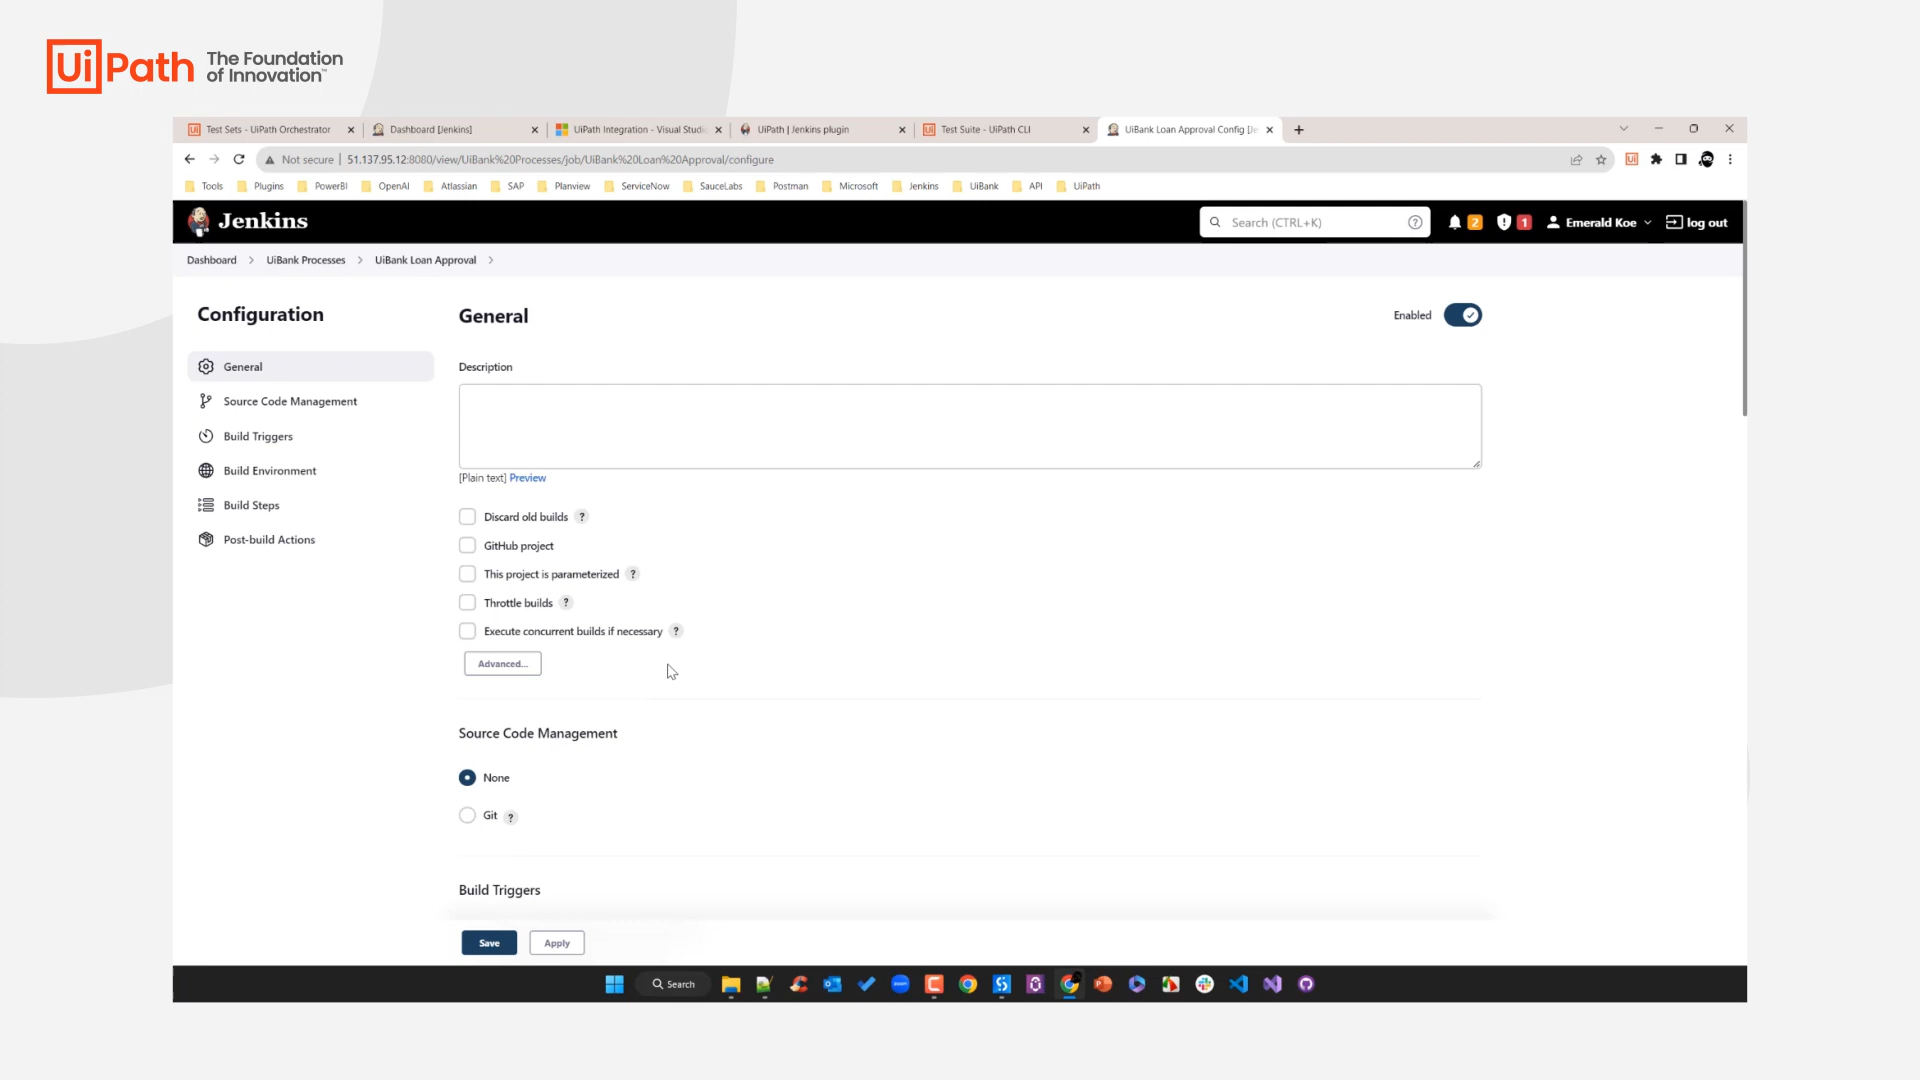 UiPath The Foundation
of Innovation™
Test Sets - UiPath Orchestrator
Dashboard [Jenkins]
UiPath Integration - Visual Studi
UiPath | Jenkins plugin
Test Suite - UiPath CLI
UiBank Loan Approval Config [Je
Not secure | 51.137.95.12:8080/view/UiBank%20Processes/job/UiBank%20Loan%20Approval/configure
Tools Plugins PowerBI OpenAI Atlassian SAP Planview ServiceNow SauceLabs Postman Microsoft Jenkins UiBank API UiPath
Jenkins
Search (CTRL+K) ?
2
1
Emerald Koe
log out
Dashboard > UiBank Processes > UiBank Loan Approval >
Configuration
General
Source Code Management
Build Triggers
Build Environment
Build Steps
Post-build Actions
General
Enabled
Description
[Plain text] Preview
Discard old builds ?
GitHub project
This project is parameterized ?
Throttle builds ?
Execute concurrent builds if necessary ?
Advanced...
Source Code Management
None
Git ?
Build Triggers
Save
Apply
Search